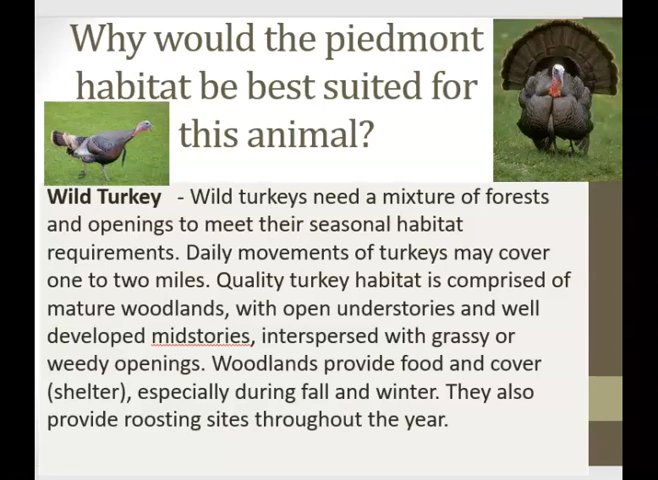 Why would the piedmont
habitat be best suited for
this animal?
Wild Turkey - Wild turkeys need a mixture of forests
and openings to meet their seasonal habitat
requirements. Daily movements of turkeys may cover
one to two miles. Quality turkey habitat is comprised of
mature woodlands, with open understories and well
developed midstories, interspersed with grassy or
weedy openings. Woodlands provide food and cover
(shelter), especially during fall and winter. They also
provide roosting sites throughout the year.